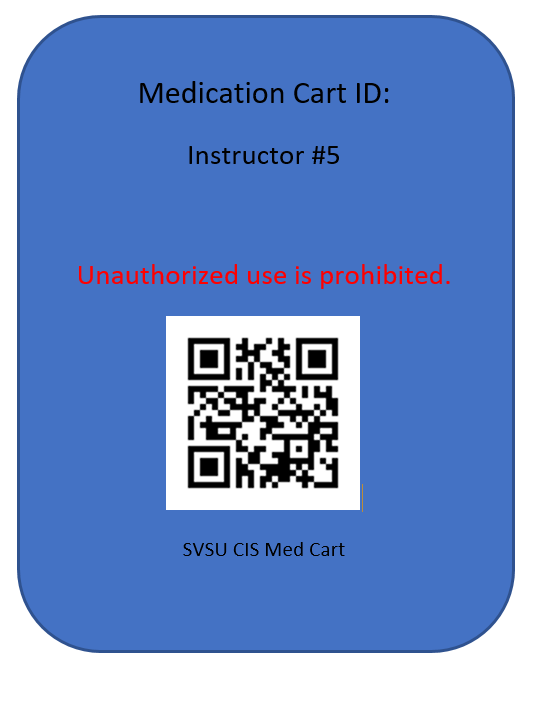 Medication Cart ID:
Instructor #5
Unauthorized use is prohibited.
SVSU CIS Med Cart